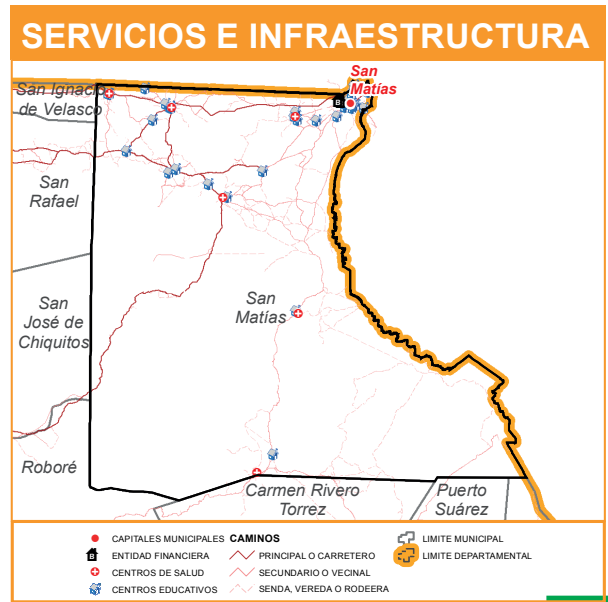 SERVICIOS E INFRAESTRUCTURA
San
Matías
San Ignacio
de Velasco
B
San
Rafael
San
José de
Chiquitos
San
Matías
Roboré
Carmen Rivero
Torrez
Puerto
Suárez
CAPITALES MUNICIPALES
B ENTIDAD FINANCIERA
CENTROS DE SALUD
CENTROS EDUCATIVOS
CAMINOS
PRINCIPAL O CARRETERO
SECUNDARIO O VECINAL
SENDA, VEREDA O RODEERA
LIMITE MUNICIPAL
LIMITE DEPARTAMENTAL